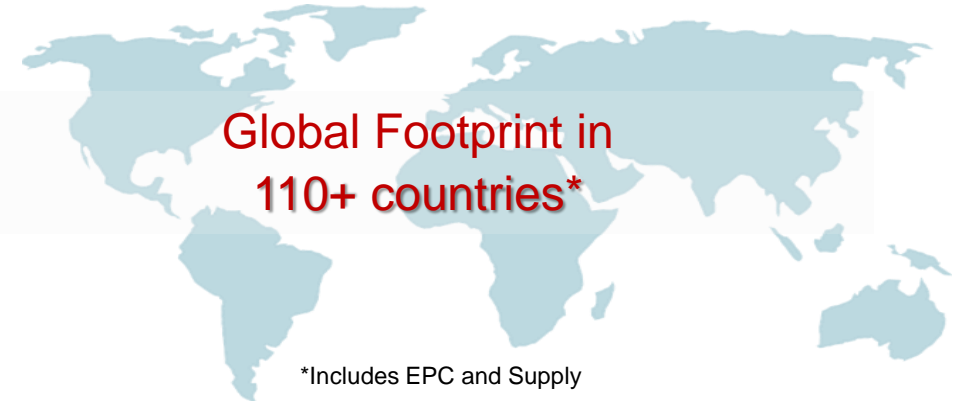 Global Footprint in
110+ countries*
*Includes EPC and Supply